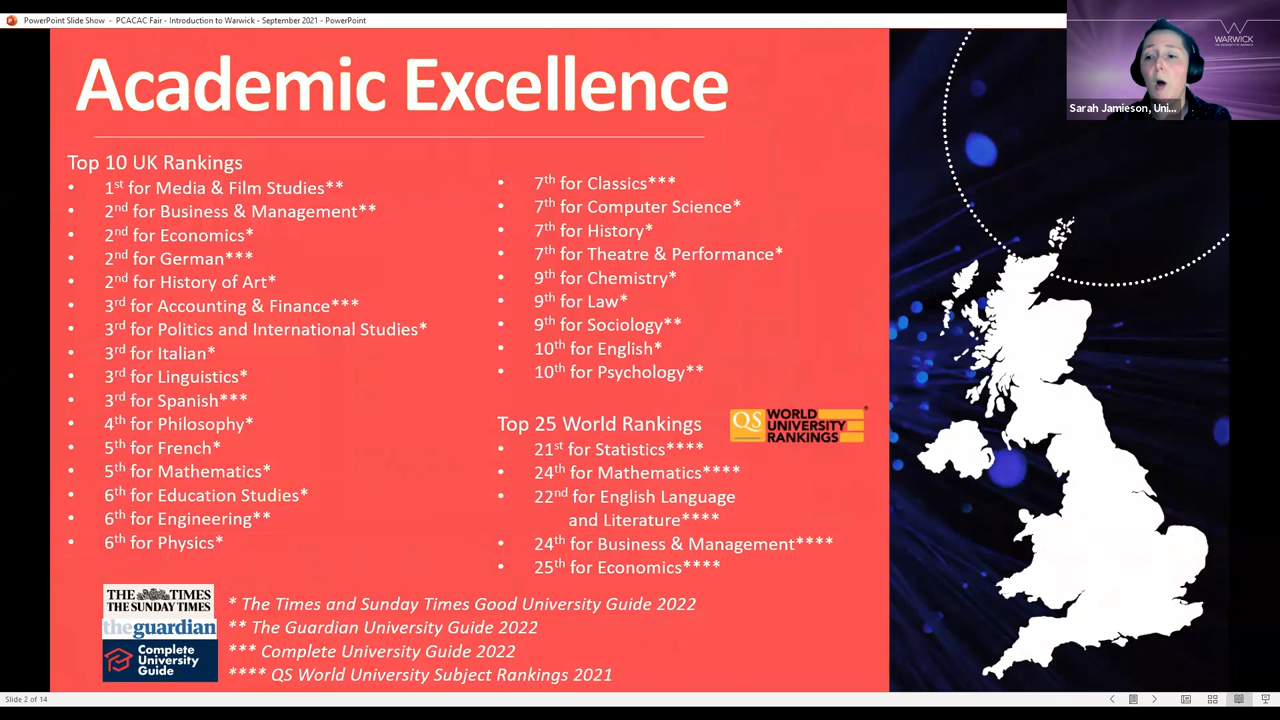 PowerPoint Slide Show - PCACAC Fair - Introduction to Warwick - September 2021 - PowerPoint
WARWICK
Sarah Jamieson, Uni...
Academic Excellence
Top 10 UK Rankings
• 1st for Media & Film Studies**
• 2nd for Business & Management**
• 2nd for Economics*
• 2nd for German***
• 2nd for History of Art*
• 3rd for Accounting & Finance***
• 3rd for Politics and International Studies*
• 3rd for Italian*
• 3rd for Linguistics*
• 3rd for Spanish***
• 4th for Philosophy*
• 5th for French*
• 5th for Mathematics*
• 6th for Education Studies*
• 6th for Engineering**
• 6th for Physics*
• 7th for Classics***
• 7th for Computer Science*
• 7th for History*
• 7th for Theatre & Performance*
• 9th for Chemistry*
• 9th for Law*
• 9th for Sociology**
• 10th for English*
• 10th for Psychology**
Top 25 World Rankings
QS WORLD
UNIVERSITY
RANKINGS
• 21st for Statistics****
• 24th for Mathematics****
• 22nd for English Language
and Literature****
• 24th for Business & Management****
• 25th for Economics****
THE TIMES
THE SUNDAY TIMES
theguardian
Complete
University
Guide
* The Times and Sunday Times Good University Guide 2022
** The Guardian University Guide 2022
*** Complete University Guide 2022
**** QS World University Subject Rankings 2021
Slide 2 of 14